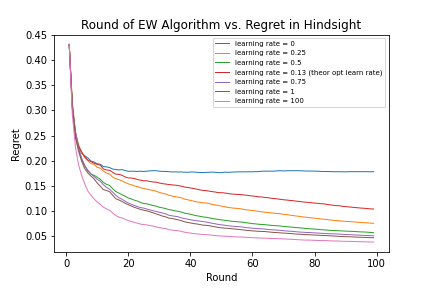 Round of EW Algorithm vs. Regret in Hindsight
0.45
0.40
0.35
0.30
0.25
0.20
0.15
0.10
0.05
Regret
learning rate = 0
learning rate = 0.25
learning rate = 0.5
learning rate = 0.13 (theor opt learn rate)
learning rate = 0.75
learning rate = 1
learning rate = 100
0 20 40 60 80 100
Round